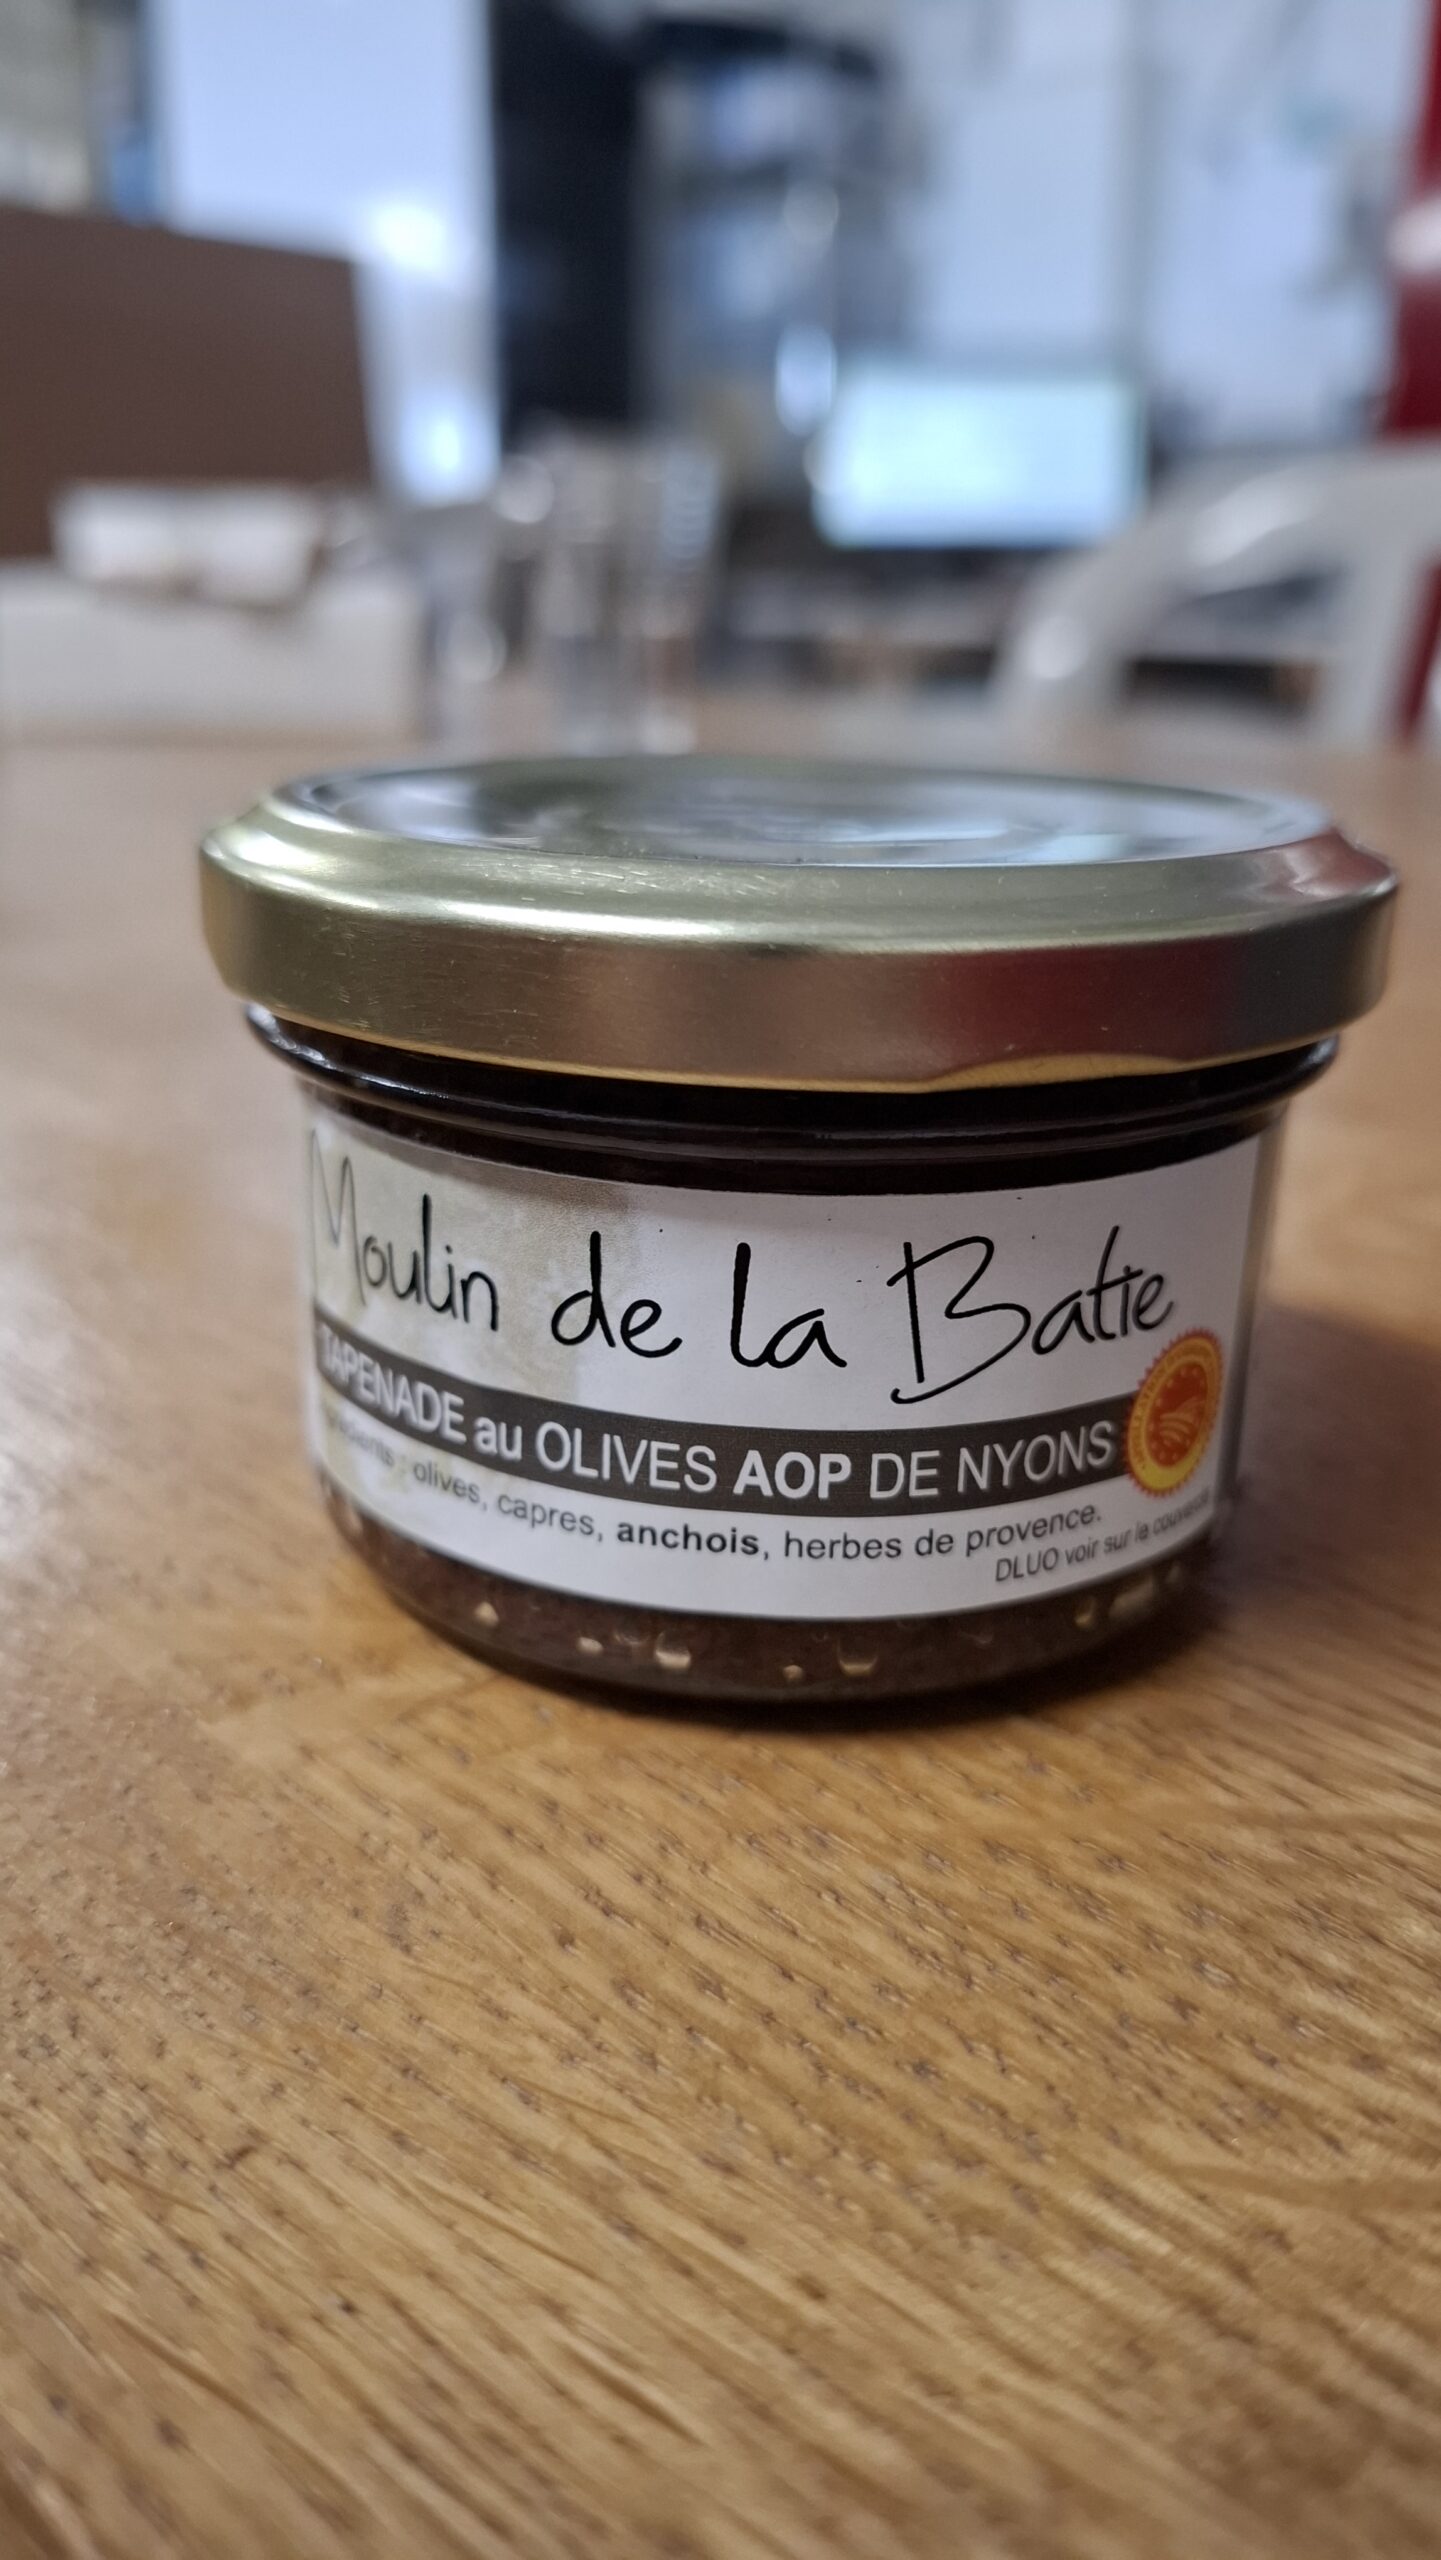 Moulin de la Batie
TAPENADE au OLIVES AOP DE NYONS
olives, capres, anchois, herbes de provence.
DLUO voir sur la couvercle